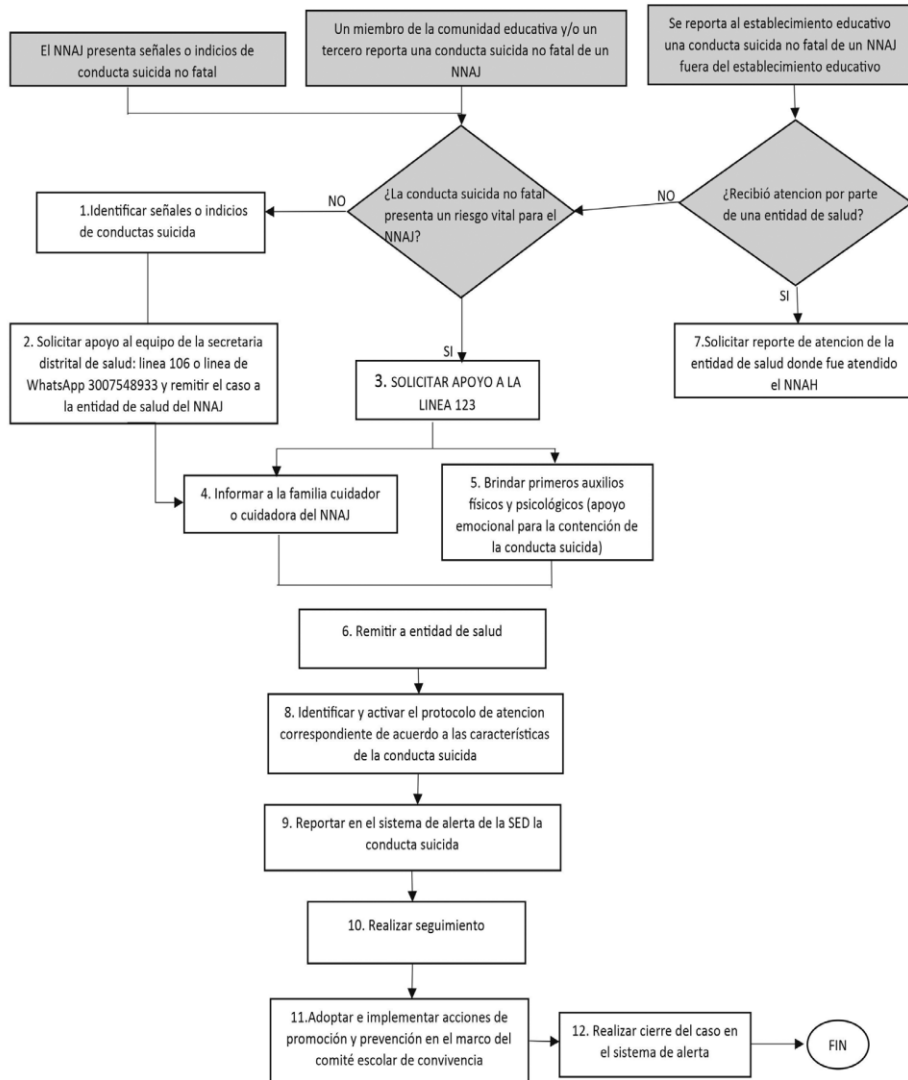 El NNAJ presenta señales o indicios de
conducta suicida no fatal
Un miembro de la comunidad educativa y/o un
tercero reporta una conducta suicida no fatal de un
NNAJ
Se reporta al establecimiento educativo
una conducta suicida no fatal de un NNAJ
fuera del establecimiento educativo
¿La conducta suicida no fatal
presenta un riesgo vital para el
NNAJ?
NO
¿Recibió atencion por parte
de una entidad de salud?
NO
1.Identificar señales o indicios
de conductas suicida
SI
SI
2. Solicitar apoyo al equipo de la secretaria
distrital de salud: linea 106 o linea de
WhatsApp 3007548933 y remitir el caso a
la entidad de salud del NNAJ
3. SOLICITAR APOYO A LA
LINEA 123
7.Solicitar reporte de atencion de la
entidad de salud donde fue atendido
el NNAH
4. Informar a la familia cuidador
o cuidadora del NNAJ
5. Brindar primeros auxilios
físicos y psicológicos (apoyo
emocional para la contención de
la conducta suicida)
6. Remitir a entidad de salud
8. Identificar y activar el protocolo de atencion
correspondiente de acuerdo a las características
de la conducta suicida
9. Reportar en el sistema de alerta de la SED la
conducta suicida
10. Realizar seguimiento
11.Adoptar e implementar acciones de
promoción y prevención en el marco del
comité escolar de convivencia
12. Realizar cierre del caso en
el sistema de alerta
FIN